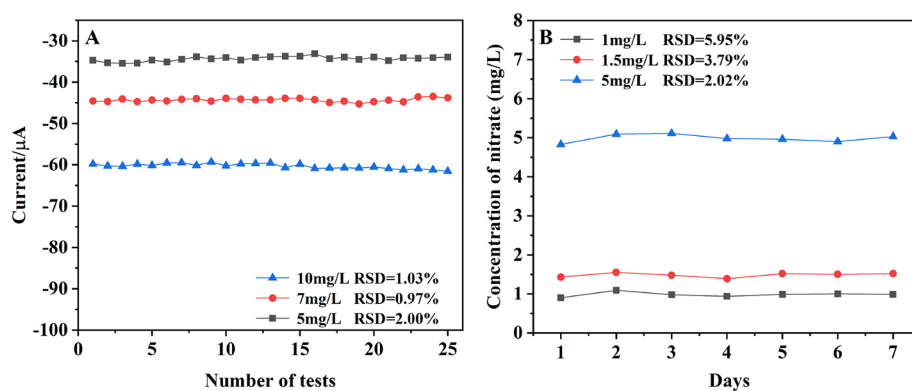 A
-30
-40
-50
-60
-70
-80
-90
-100
Current/μA
0
5
10
15
20
25
Number of tests
10mg/L RSD=1.03%
7mg/L RSD=0.97%
5mg/L RSD=2.00%
B
8
7
6
5
4
3
2
1
0
Concentration of nitrate (mg/L)
1
2
3
4
5
6
7
Days
1mg/L RSD=5.95%
1.5mg/L RSD=3.79%
5mg/L RSD=2.02%